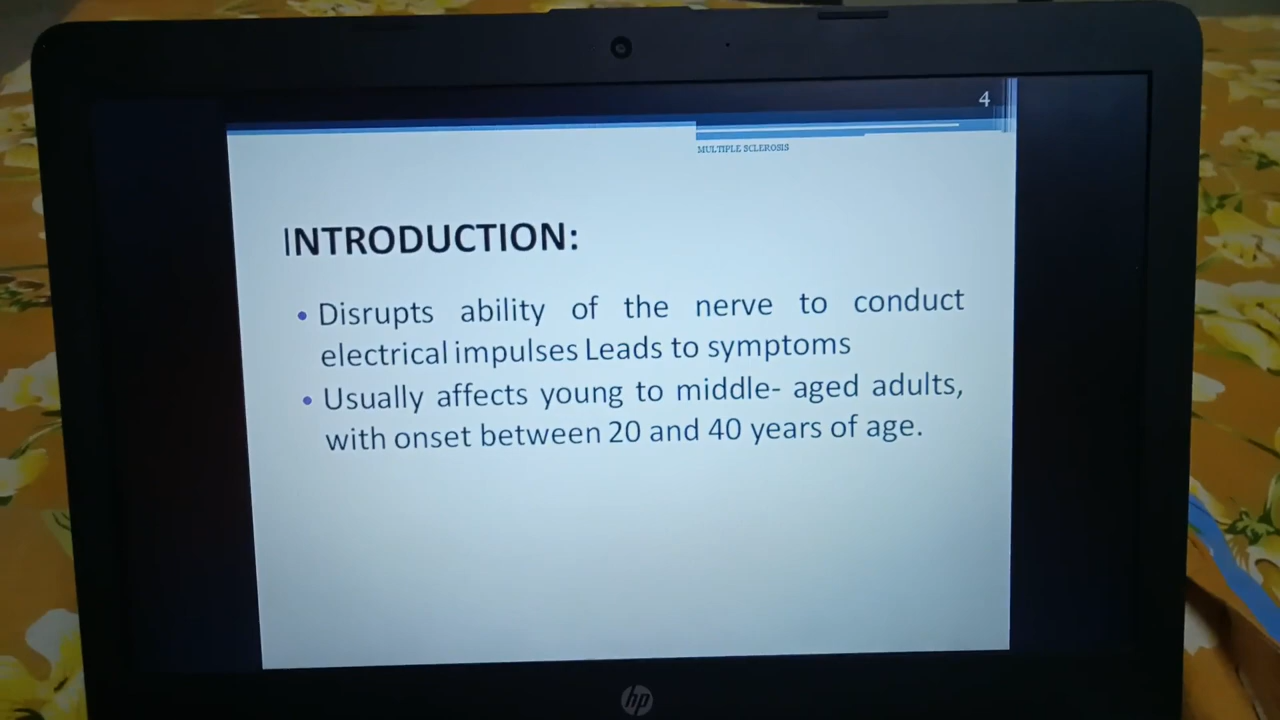 4
MULTIPLE SCLEROSIS
INTRODUCTION:
• Disrupts ability of the nerve to conduct
electrical impulses Leads to symptoms
• Usually affects young to middle- aged adults,
with onset between 20 and 40 years of age.
hp